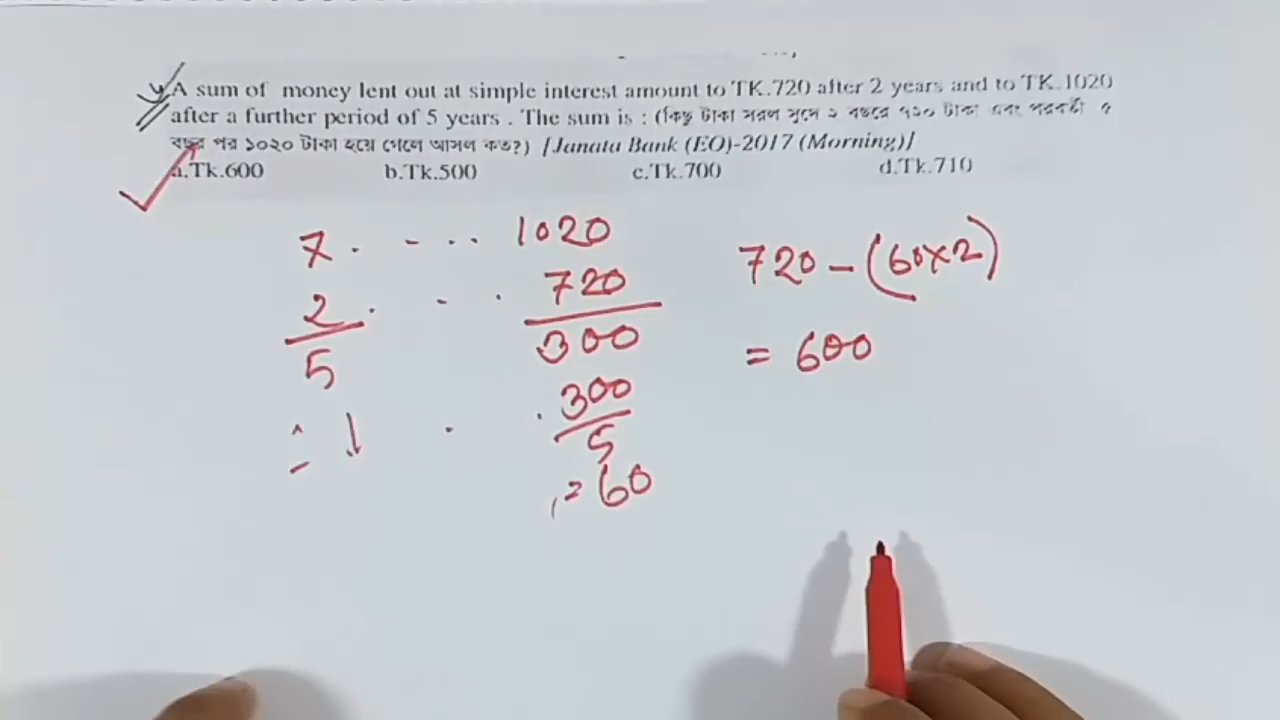 A sum of money lent out at simple interest amount to TK.720 after 2 years and to TK.1020
after a further period of 5 years . The sum is : (কিছু টাকা সরল সুদে ২ বছরে ৭২০ টাকা এবং পরবর্তী ৫
বছর পর ১০২০ টাকা হয়ে গেলে আসল কত?) [Janata Bank (EO)-2017 (Morning)]
a.Tk.600 b.Tk.500 c.Tk.700 d.Tk.710
7 . - . . . 1020
2 . . . 720
5 300
∴ 1 . . 300/5
= 60
720 - (60×2)
= 600